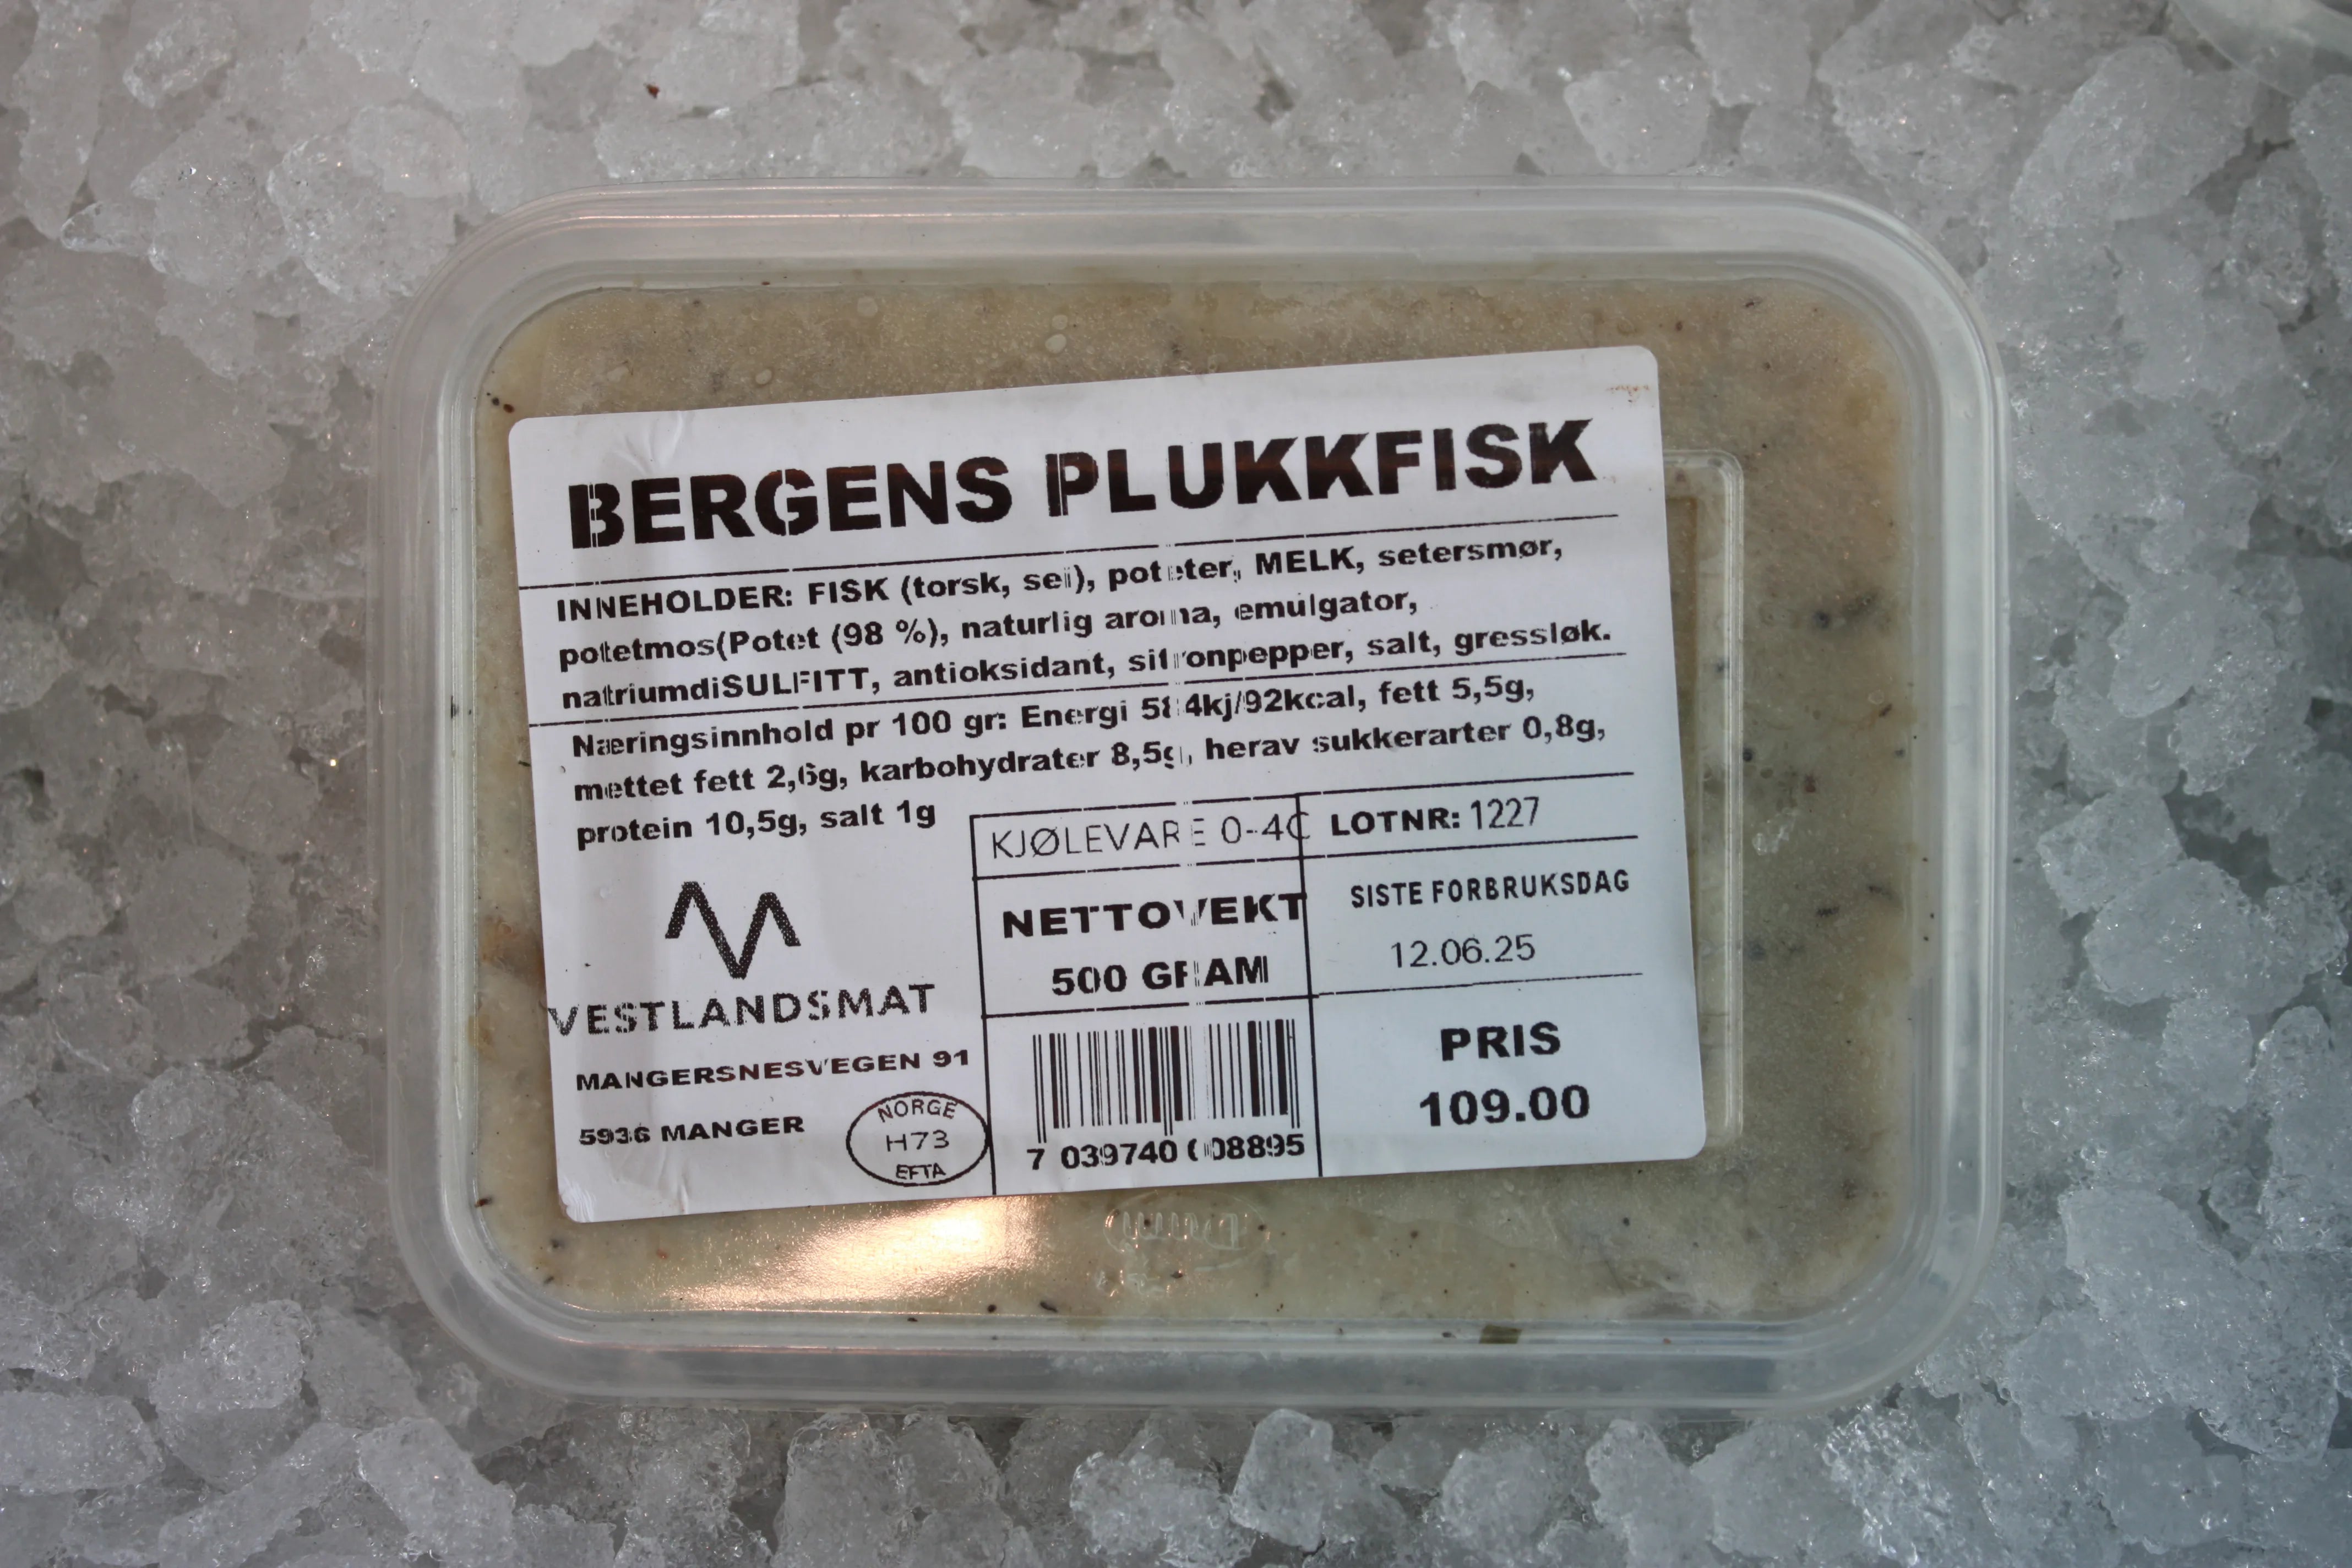 BERGENS PLUKKFISK
INNEHOLDER: FISK (torsk, sei), poteter, MELK, setersmør,
potetmos(Potet (98 %), naturlig aroma, emulgator,
natriumdiSULFITT, antioksidant, sitronpepper, salt, gressløk.
Næringsinnhold pr 100 gr: Energi 584kj/92kcal, fett 5,5g,
mettet fett 2,6g, karbohydrater 8,5g, herav sukkerarter 0,8g,
protein 10,5g, salt 1g
KJØLEVARE 0-4C
LOTNR: 1227
NETTOVEKT
500 GRAM
SISTE FORBRUKSDAG
12.06.25
VESTLANDSMAT
MANGERSNESVEGEN 91
5936 MANGER
NORGE
H73
EFTA
7 039740 008895
PRIS
109.00